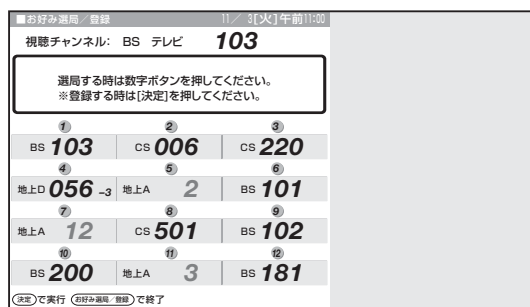 ■お好み選局／登録 11／ 3[火]午前11:00
視聴チャンネル： BS テレビ 103
選局する時は数字ボタンを押してください。
※登録する時は[決定]を押してください。
1 2 3
BS 103 CS 006 CS 220
4 5 6
地上D 056 -3 地上A 2 BS 101
7 8 9
地上A 12 CS 501 BS 102
10 11 12
BS 200 地上A 3 BS 181
決定で実行 お好み選局／登録で終了